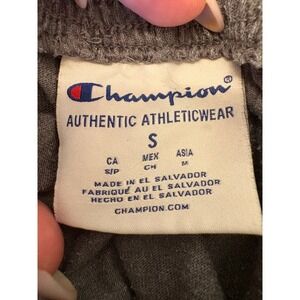 Champion®
AUTHENTIC ATHLETICWEAR
S
CA MEX ASIA
S/P CH M
MADE IN EL SALVADOR
FABRIQUÉ AU EL SALVADOR
HECHO EN EL SALVADOR
CHAMPION.COM